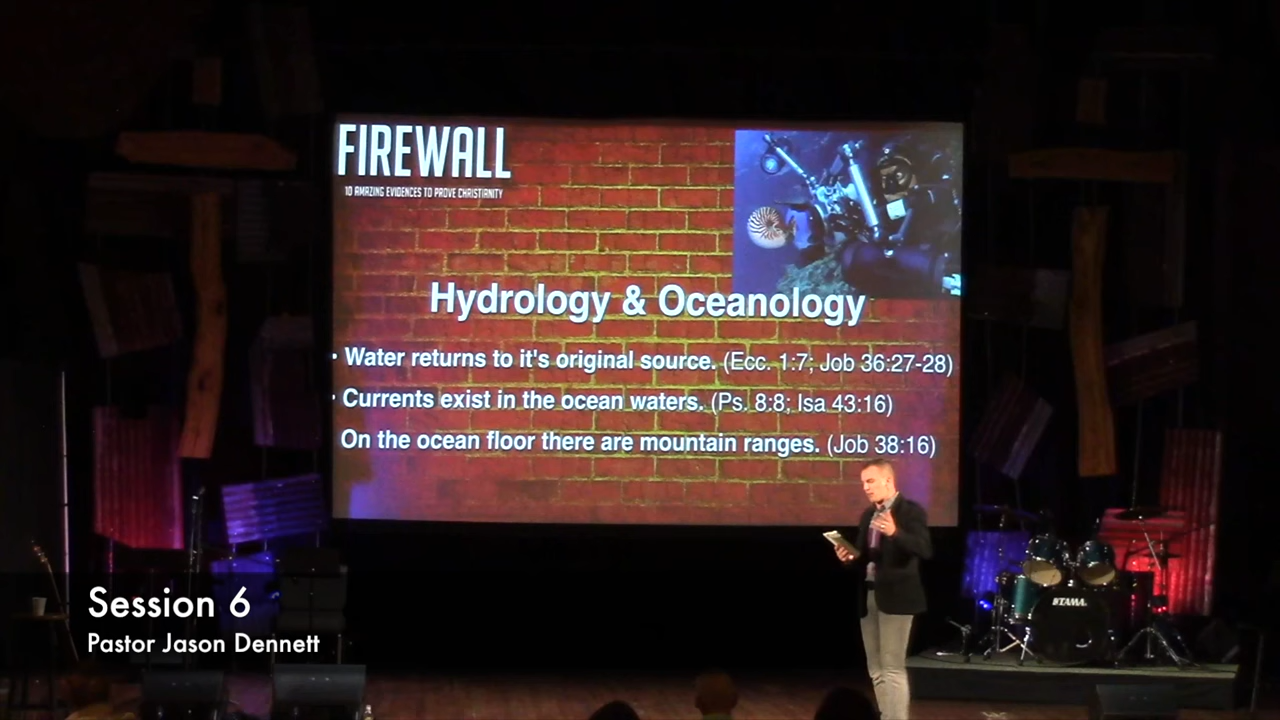 FIREWALL
10 AMAZING EVIDENCES TO PROVE CHRISTIANITY
Hydrology & Oceanology
• Water returns to it's original source. (Ecc. 1:7; Job 36:27-28)
• Currents exist in the ocean waters. (Ps. 8:8; Isa 43:16)
On the ocean floor there are mountain ranges. (Job 38:16)
TAMA
Session 6
Pastor Jason Dennett